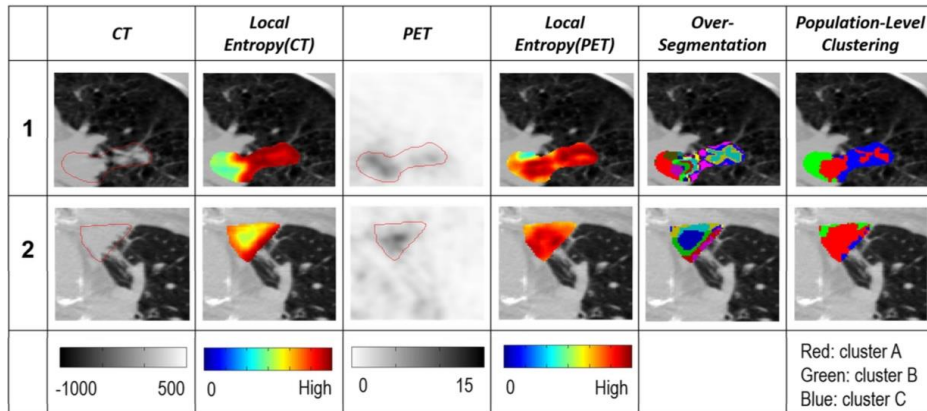 CT
Local
Entropy(CT)
PET
Local
Entropy(PET)
Over-
Segmentation
Population-Level
Clustering
1
2
-1000 500
0 High
0 15
0 High
Red: cluster A
Green: cluster B
Blue: cluster C